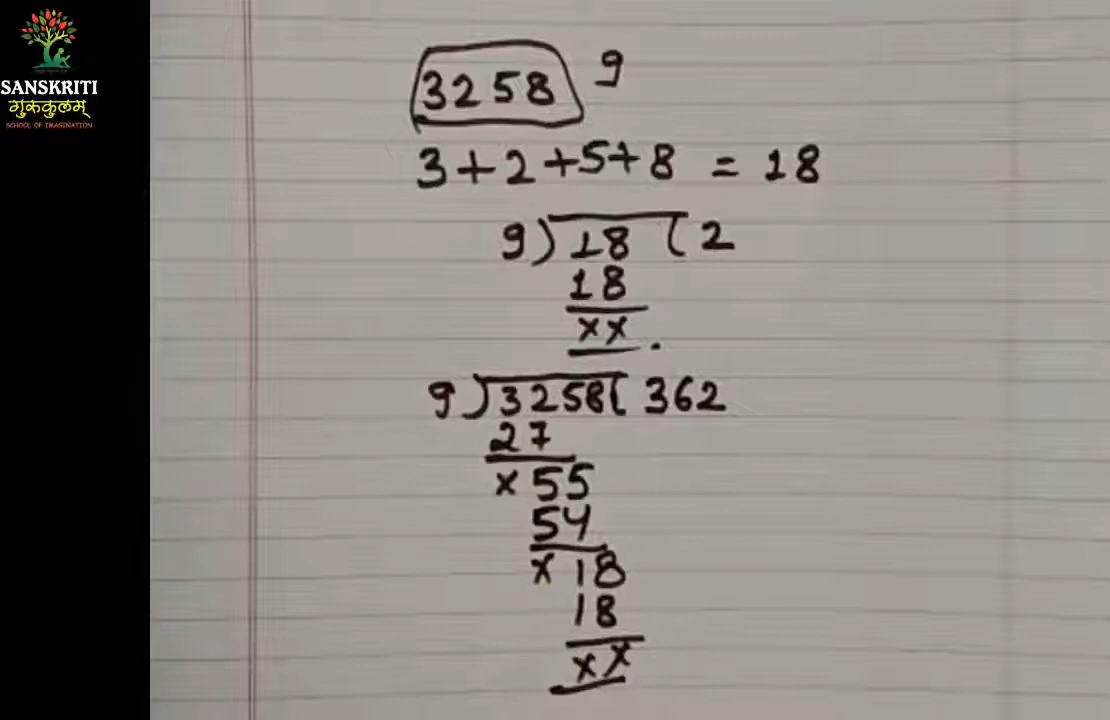 SANSKRITI
गुरुकुलम्
SCHOOL OF IMAGINATION
3258 9
3+2+5+8 = 18
9)18(2
18
xx.
9)3258(362
27
x55
54
x18
18
xx